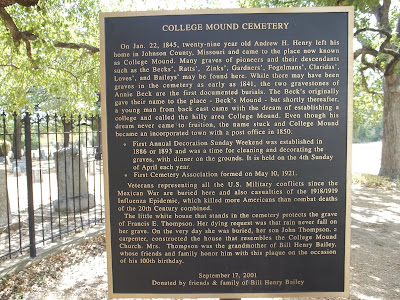 COLLEGE MOUND CEMETERY
On Jan. 22, 1845, twenty-nine year old Andrew H. Henry left his
home in Johnson County, Missouri and came to the place now known
as College Mound. Many graves of pioneers and their descendants
such as the Becks', Ratts', Zinks', Gardners', Fogelmans', Claridas',
Loves', and Baileys' may be found here. While there may have been
graves in the cemetery as early as 1841, the two gravestones of
Annie Beck are the first documented burials. The Beck's originally
gave their name to the place - Beck's Mound - but shortly thereafter,
a young man from back east came with the dream of establishing a
college and called the hilly area College Mound. Even though his
dream never came to fruition, the name stuck and College Mound
became an incorporated town with a post office in 1850.
• First Annual Decoration Sunday Weekend was established in
1886 or 1893 and was a time for cleaning and decorating the
graves, with dinner on the grounds. It is held on the 4th Sunday
of April each year.
• First Cemetery Association formed on May 10, 1921.
Veterans representing all the U.S. Military conflicts since the
Mexican War are buried here and also casualties of the 1918/1919
Influenza Epidemic, which killed more Americans than combat deaths
of the 20th Century combined.
The little white house that stands in the cemetery protects the grave
of Francis E. Thompson. Her dying request was that rain never fall on
her grave. On the very day she was buried, her son John Thompson, a
carpenter, constructed the house that resembles the College Mound
Church. Mrs. Thompson was the grandmother of Bill Henry Bailey,
whose friends and family honor him with this plaque on the occasion
of his 100th birthday.
September 17, 2001
Donated by friends & family of Bill Henry Bailey